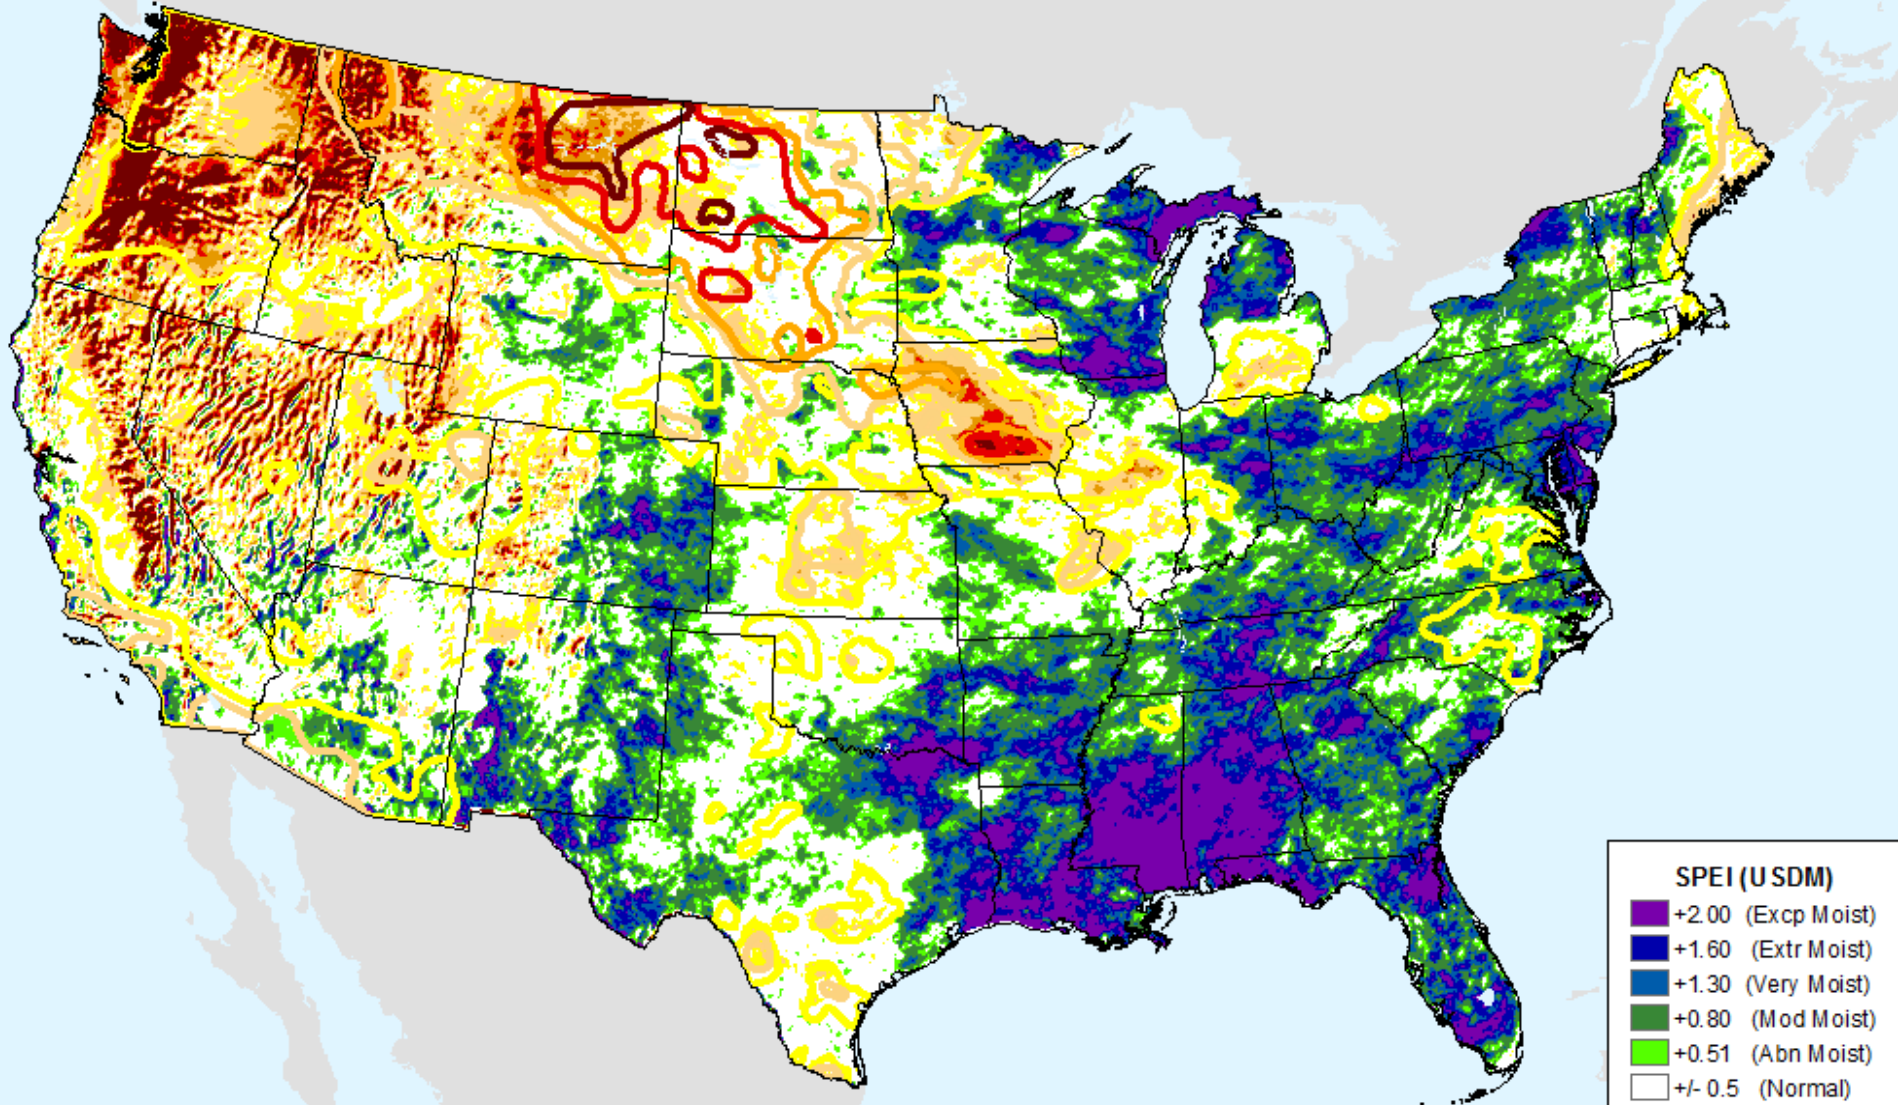 SPEI (USDM)
+2.00 (Excp Moist)
+1.60 (Extr Moist)
+1.30 (Very Moist)
+0.80 (Mod Moist)
+0.51 (Abn Moist)
+/- 0.5 (Normal)